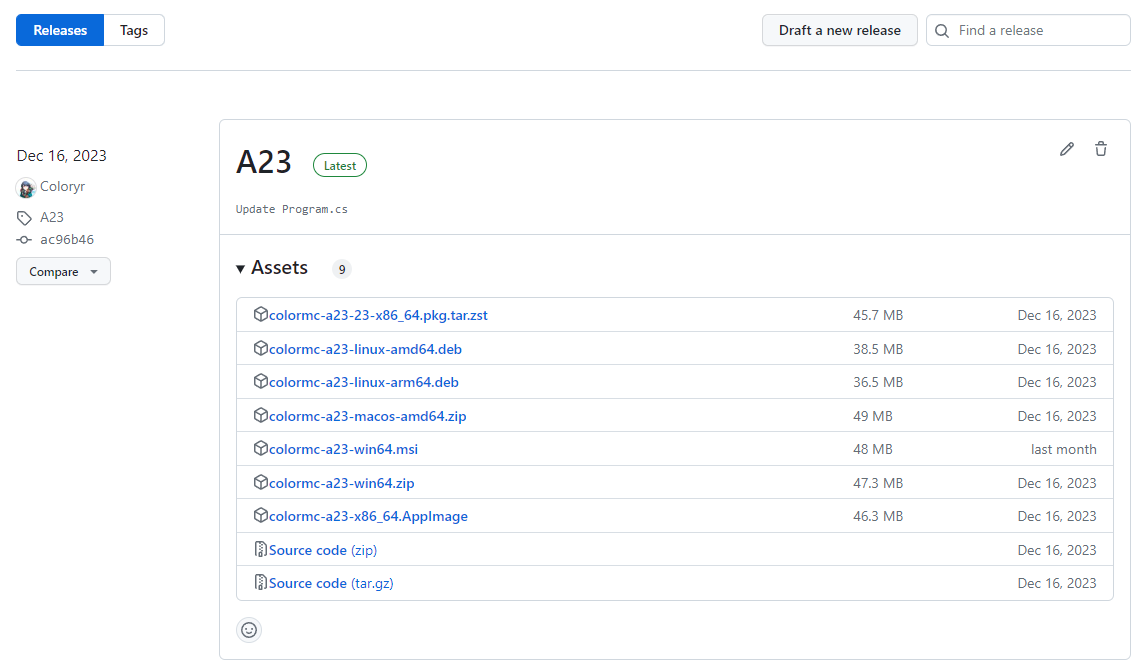 Releases Tags Draft a new release Find a release
Dec 16, 2023
Coloryr
A23
ac96b46
Compare
A23 Latest
Update Program.cs
Assets 9
colormc-a23-23-x86_64.pkg.tar.zst 45.7 MB Dec 16, 2023
colormc-a23-linux-amd64.deb 38.5 MB Dec 16, 2023
colormc-a23-linux-arm64.deb 36.5 MB Dec 16, 2023
colormc-a23-macos-amd64.zip 49 MB Dec 16, 2023
colormc-a23-win64.msi 48 MB last month
colormc-a23-win64.zip 47.3 MB Dec 16, 2023
colormc-a23-x86_64.AppImage 46.3 MB Dec 16, 2023
Source code (zip) Dec 16, 2023
Source code (tar.gz) Dec 16, 2023